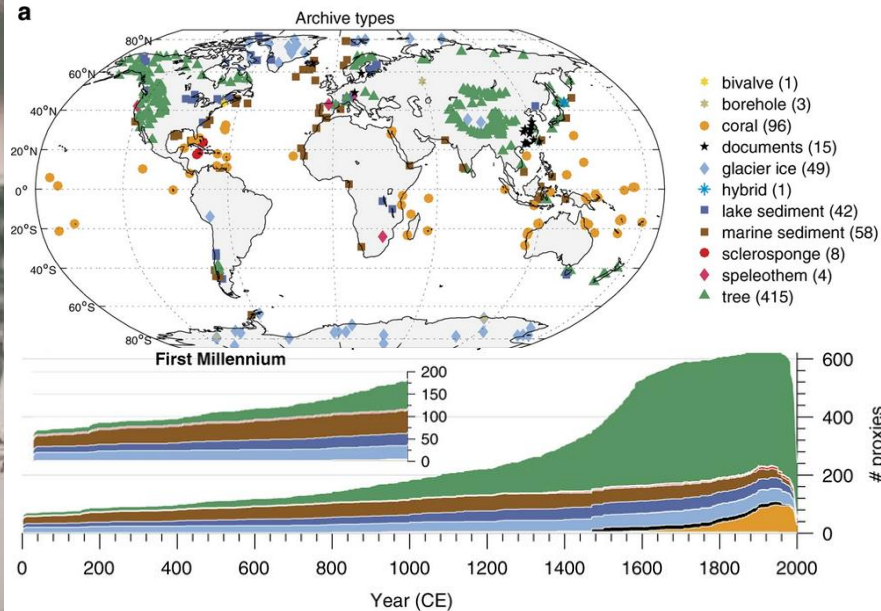 a
Archive types
80°N
60°N
40°N
20°N
0°
20°S
40°S
60°S
80°S
bivalve (1)
borehole (3)
coral (96)
documents (15)
glacier ice (49)
hybrid (1)
lake sediment (42)
marine sediment (58)
sclerosponge (8)
speleothem (4)
tree (415)
First Millennium
200
150
100
50
0
600
400
200
0
# proxies
0 200 400 600 800 1000 1200 1400 1600 1800 2000
Year (CE)